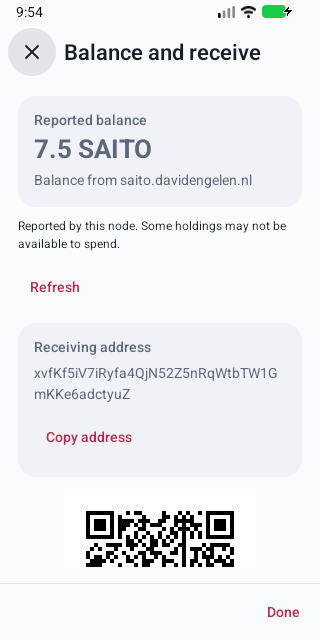 9:54
Balance and receive
Reported balance
7.5 SAITO
Balance from saito.davidengelen.nl
Reported by this node. Some holdings may not be
available to spend.
Refresh
Receiving address
xvfKf5iV7iRyfa4QjN52Z5nRqWtbTW1G
mKKe6adctyuZ
Copy address
Done